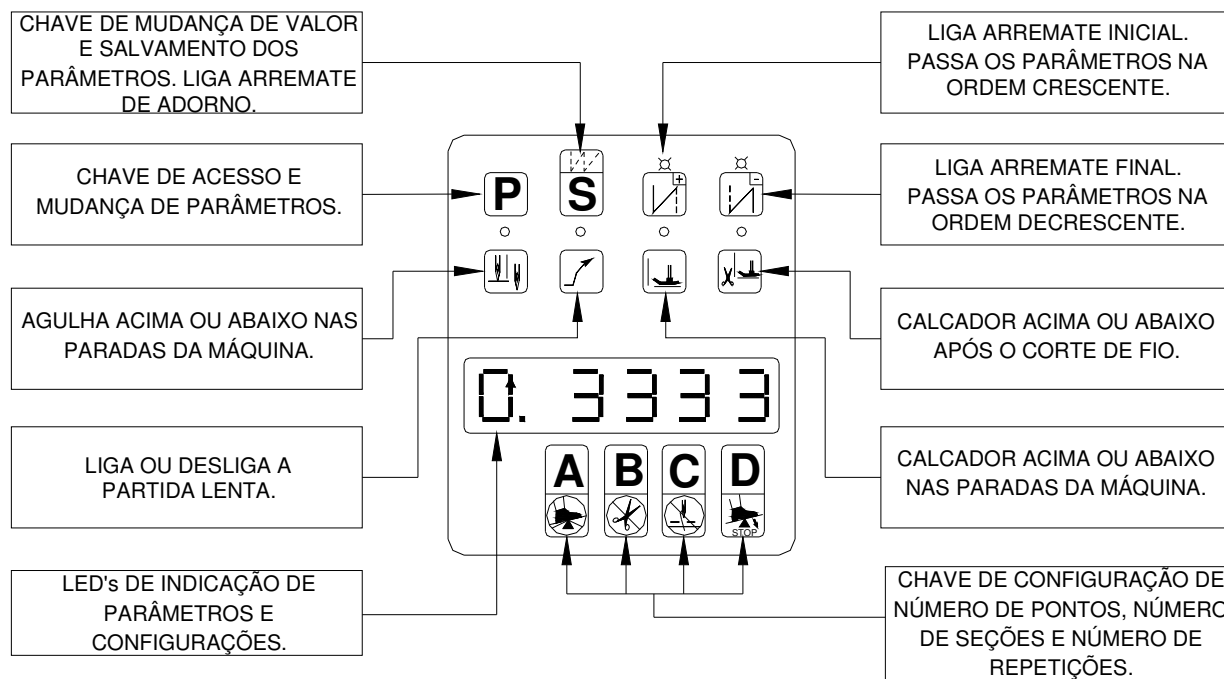 CHAVE DE MUDANÇA DE VALOR
E SALVAMENTO DOS
PARÂMETROS. LIGA ARREMATE
DE ADORNO.
LIGA ARREMATE INICIAL.
PASSA OS PARÂMETROS NA
ORDEM CRESCENTE.
CHAVE DE ACESSO E
MUDANÇA DE PARÂMETROS.
LIGA ARREMATE FINAL.
PASSA OS PARÂMETROS NA
ORDEM DECRESCENTE.
P
S
+
-
AGULHA ACIMA OU ABAIXO NAS
PARADAS DA MÁQUINA.
CALCADOR ACIMA OU ABAIXO
APÓS O CORTE DE FIO.
0. 3333
LIGA OU DESLIGA A
PARTIDA LENTA.
A B C D
STOP
CALCADOR ACIMA OU ABAIXO
NAS PARADAS DA MÁQUINA.
LED's DE INDICAÇÃO DE
PARÂMETROS E
CONFIGURAÇÕES.
CHAVE DE CONFIGURAÇÃO DE
NÚMERO DE PONTOS, NÚMERO
DE SEÇÕES E NÚMERO DE
REPETIÇÕES.